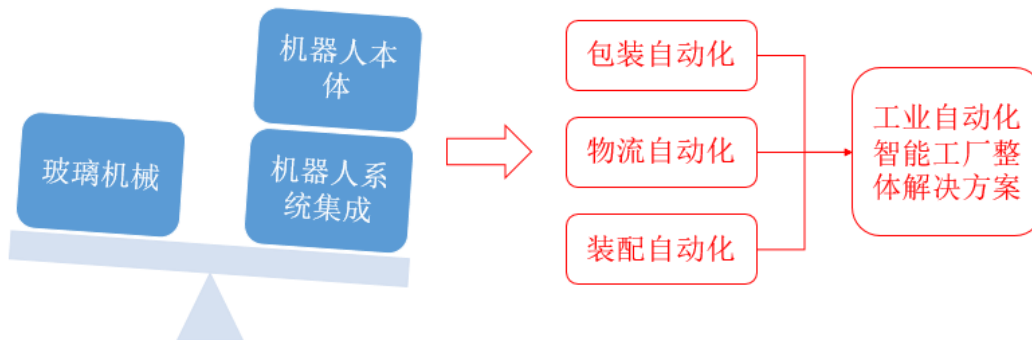 机器人本
体
玻璃机械
机器人系
统集成
包装自动化
物流自动化
装配自动化
工业自动化
智能工厂整
体解决方案